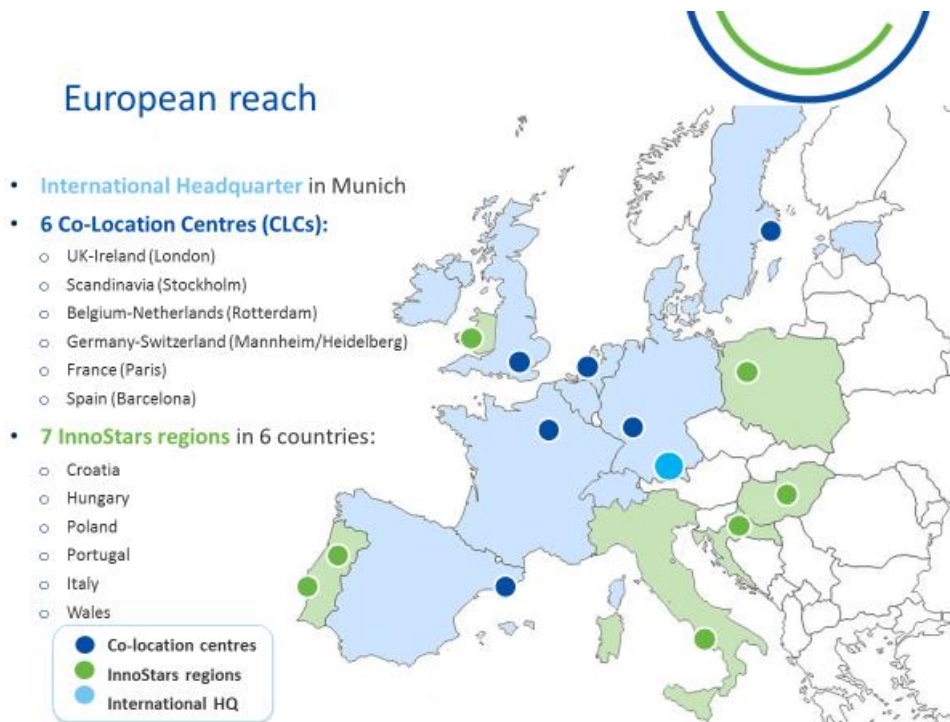 European reach
• International Headquarter in Munich
• 6 Co-Location Centres (CLCs):
○ UK-Ireland (London)
○ Scandinavia (Stockholm)
○ Belgium-Netherlands (Rotterdam)
○ Germany-Switzerland (Mannheim/Heidelberg)
○ France (Paris)
○ Spain (Barcelona)
• 7 InnoStars regions in 6 countries:
○ Croatia
○ Hungary
○ Poland
○ Portugal
○ Italy
○ Wales
Co-location centres
InnoStars regions
International HQ